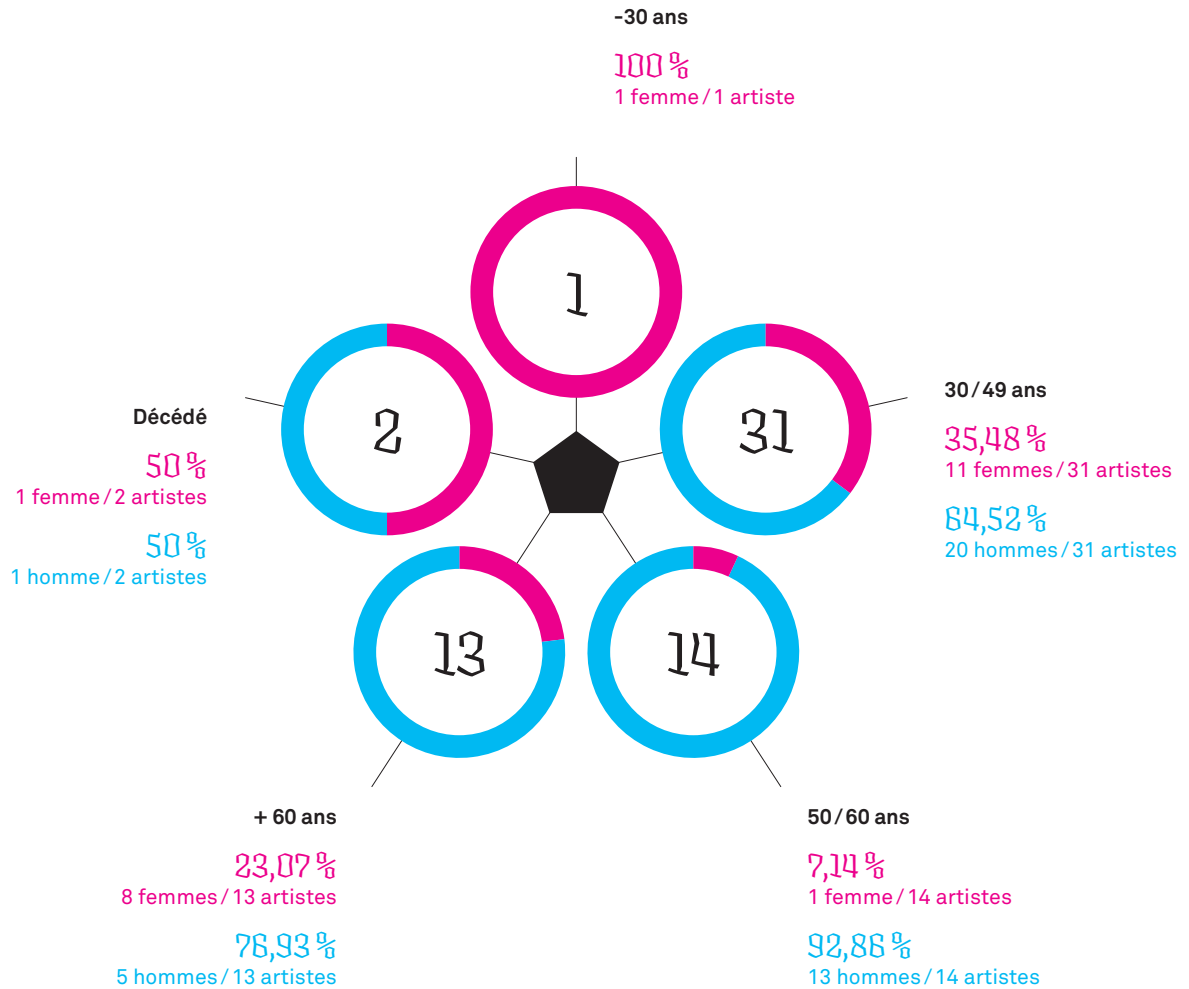 -30 ans
100 %
1 femme / 1 artiste
1
2
31
30 / 49 ans
35,48 %
11 femmes / 31 artistes
64,52 %
20 hommes / 31 artistes
Décédé
50 %
1 femme / 2 artistes
50 %
1 homme / 2 artistes
13
14
+ 60 ans
23,07 %
8 femmes / 13 artistes
76,93 %
5 hommes / 13 artistes
50 / 60 ans
7,14 %
1 femme / 14 artistes
92,86 %
13 hommes / 14 artistes